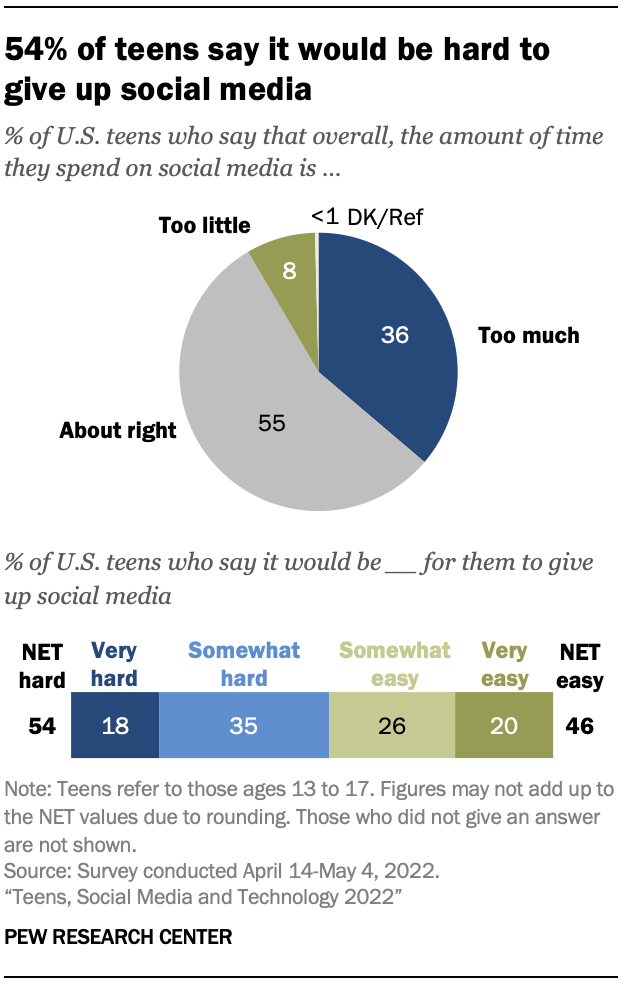 54% of teens say it would be hard to
give up social media
% of U.S. teens who say that overall, the amount of time
they spend on social media is ...
<1 DK/Ref
Too little
8
36
Too much
55
About right
% of U.S. teens who say it would be __ for them to give
up social media
NET hard
Very hard
Somewhat hard
Somewhat easy
Very easy
NET easy
54 18 35 26 20 46
Note: Teens refer to those ages 13 to 17. Figures may not add up to
the NET values due to rounding. Those who did not give an answer
are not shown.
Source: Survey conducted April 14-May 4, 2022.
“Teens, Social Media and Technology 2022”
PEW RESEARCH CENTER